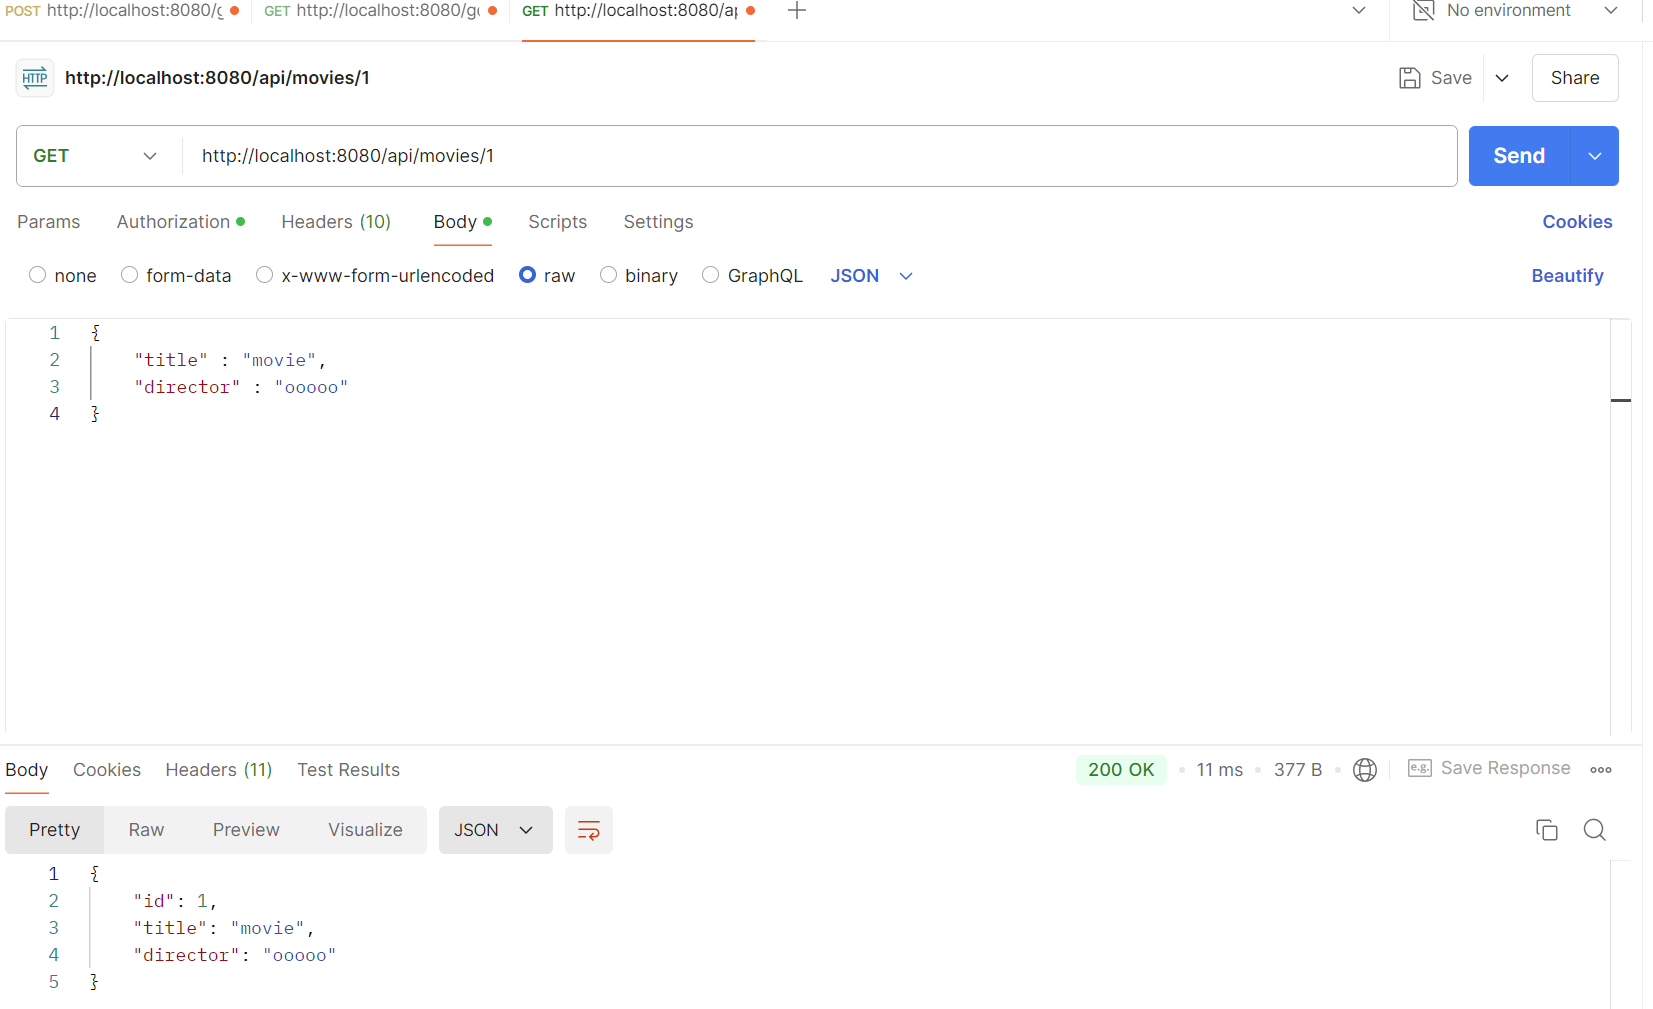 POST http://localhost:8080/g GET http://localhost:8080/g GET http://localhost:8080/a No environment
HTTP http://localhost:8080/api/movies/1 Save Share
GET http://localhost:8080/api/movies/1 Send
Params Authorization Headers (10) Body Scripts Settings Cookies
none form-data x-www-form-urlencoded raw binary GraphQL JSON Beautify
1 {
2 "title" : "movie",
3 "director" : "ooooo"
4 }
Body Cookies Headers (11) Test Results 200 OK 11 ms 377 B e.g. Save Response
Pretty Raw Preview Visualize JSON
1 {
2 "id": 1,
3 "title": "movie",
4 "director": "ooooo"
5 }